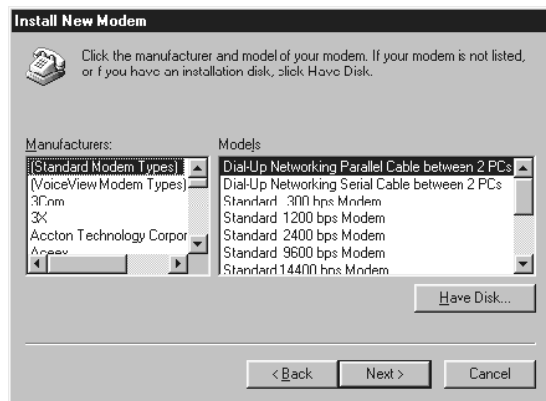 Install New Modem
Click the manufacturer and model of your modem. If your modem is not listed,
or f you have an installation disk, click Have Disk.
Manufacturers:
(Standard Modem Types)
(VoiceView Modem Types)
3Com
3X
Accton Technology Corpor
Aceex
Models
Dial-Up Networking Parallel Cable between 2 PCs
Dial-Up Networking Serial Cable between 2 PCs
Standard 300 bps Modem
Standard 1200 bps Modem
Standard 2400 bps Modem
Standard 9600 bps Modem
Standard 14400 bps Modem
Have Disk...
< Back
Next >
Cancel